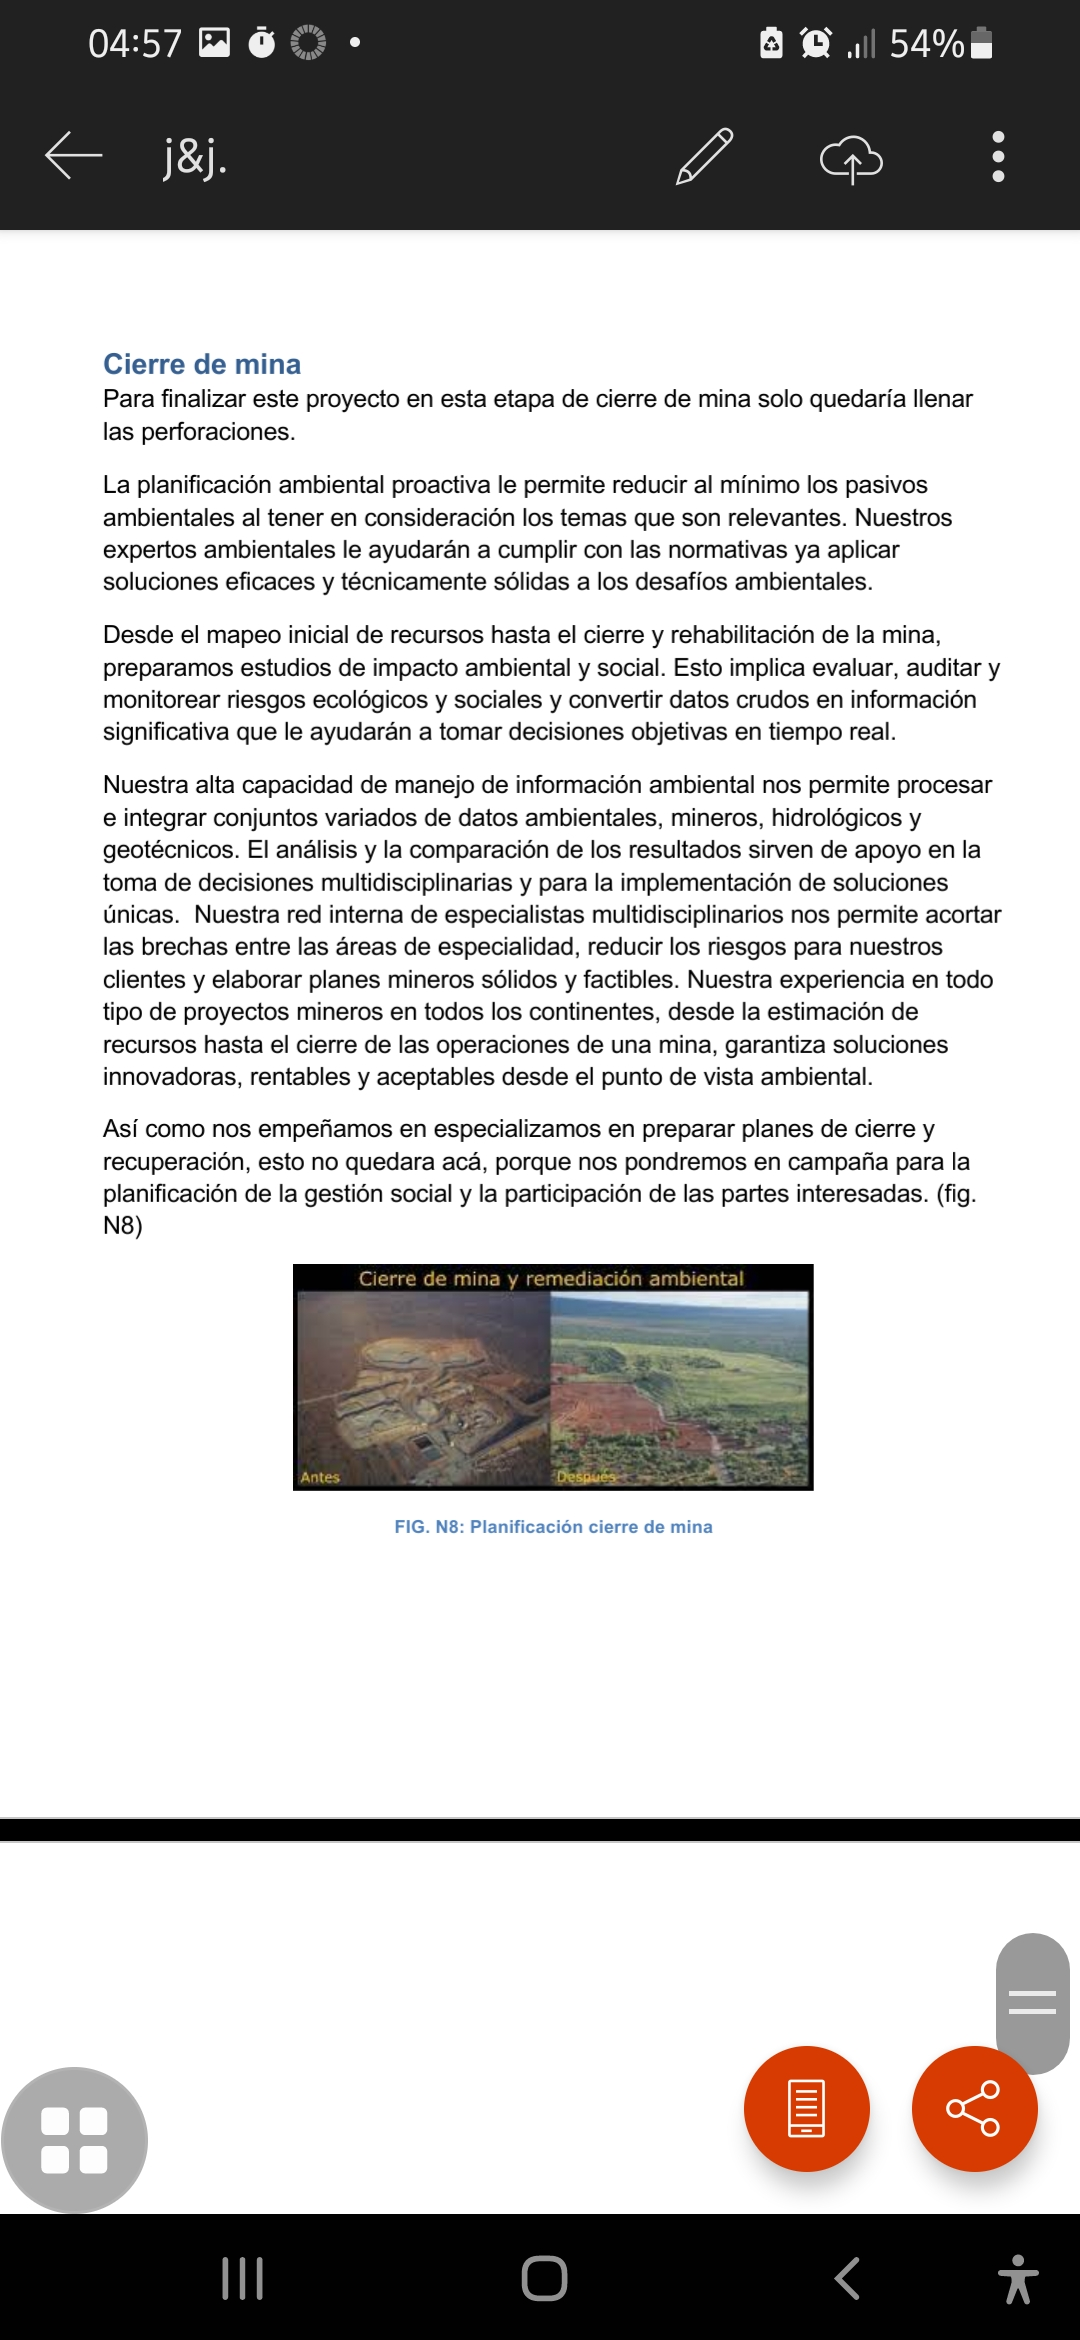 04:57
54%
j&j.
Cierre de mina
Para finalizar este proyecto en esta etapa de cierre de mina solo quedaría llenar
las perforaciones.
La planificación ambiental proactiva le permite reducir al mínimo los pasivos
ambientales al tener en consideración los temas que son relevantes. Nuestros
expertos ambientales le ayudarán a cumplir con las normativas ya aplicar
soluciones eficaces y técnicamente sólidas a los desafíos ambientales.
Desde el mapeo inicial de recursos hasta el cierre y rehabilitación de la mina,
preparamos estudios de impacto ambiental y social. Esto implica evaluar, auditar y
monitorear riesgos ecológicos y sociales y convertir datos crudos en información
significativa que le ayudarán a tomar decisiones objetivas en tiempo real.
Nuestra alta capacidad de manejo de información ambiental nos permite procesar
e integrar conjuntos variados de datos ambientales, mineros, hidrológicos y
geotécnicos. El análisis y la comparación de los resultados sirven de apoyo en la
toma de decisiones multidisciplinarias y para la implementación de soluciones
únicas.  Nuestra red interna de especialistas multidisciplinarios nos permite acortar
las brechas entre las áreas de especialidad, reducir los riesgos para nuestros
clientes y elaborar planes mineros sólidos y factibles. Nuestra experiencia en todo
tipo de proyectos mineros en todos los continentes, desde la estimación de
recursos hasta el cierre de las operaciones de una mina, garantiza soluciones
innovadoras, rentables y aceptables desde el punto de vista ambiental.
Así como nos empeñamos en especializamos en preparar planes de cierre y
recuperación, esto no quedara acá, porque nos pondremos en campaña para la
planificación de la gestión social y la participación de las partes interesadas. (fig.
N8)
Cierre de mina y remediación ambiental
Antes
Después
FIG. N8: Planificación cierre de mina